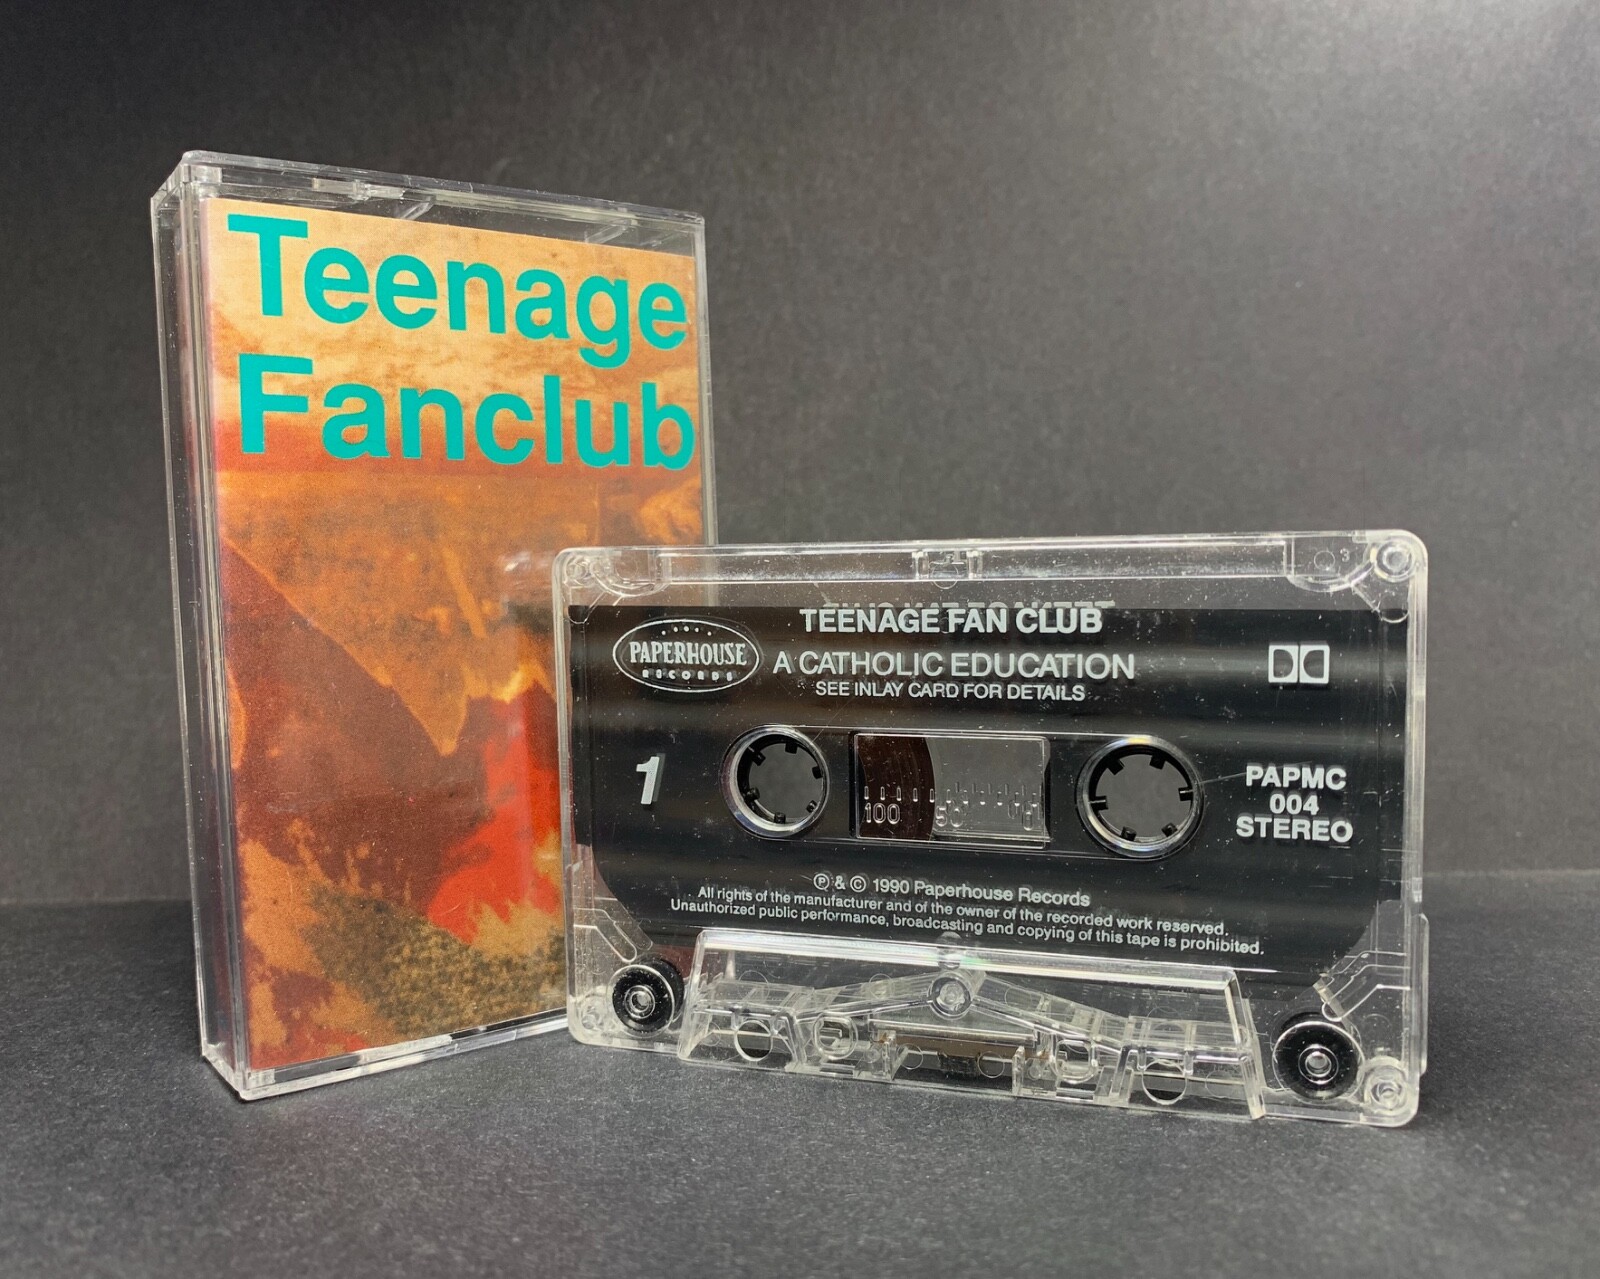 Teenage
Fanclub
TEENAGE FAN CLUB
PAPERHOUSE
RECORDS
A CATHOLIC EDUCATION
SEE INLAY CARD FOR DETAILS
1
100 50 0
PAPMC
004
STEREO
℗ & © 1990 Paperhouse Records
All rights of the manufacturer and of the owner of the recorded work reserved.
Unauthorized public performance, broadcasting and copying of this tape is prohibited.
3